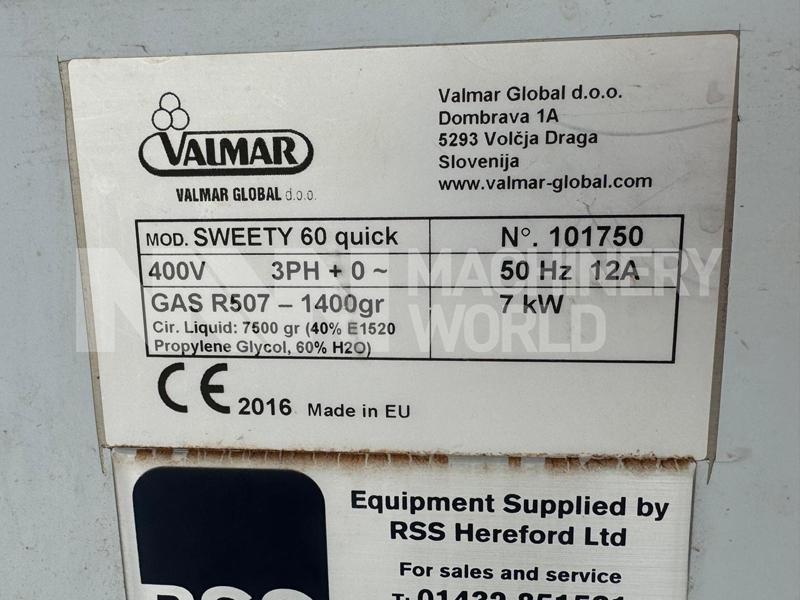 VALMAR
VALMAR GLOBAL d.o.o.
Valmar Global d.o.o.
Dombrava 1A
5293 Volčja Draga
Slovenija
www.valmar-global.com
MOD. SWEETY 60 quick N°. 101750
400V 3PH + 0 ~ 50 Hz 12A
GAS R507 – 1400gr 7 kW
Cir. Liquid: 7500 gr (40% E1520
Propylene Glycol, 60% H2O)
CE 2016 Made in EU
MACHINERY
WORLD
Equipment Supplied by
RSS Hereford Ltd
For sales and service